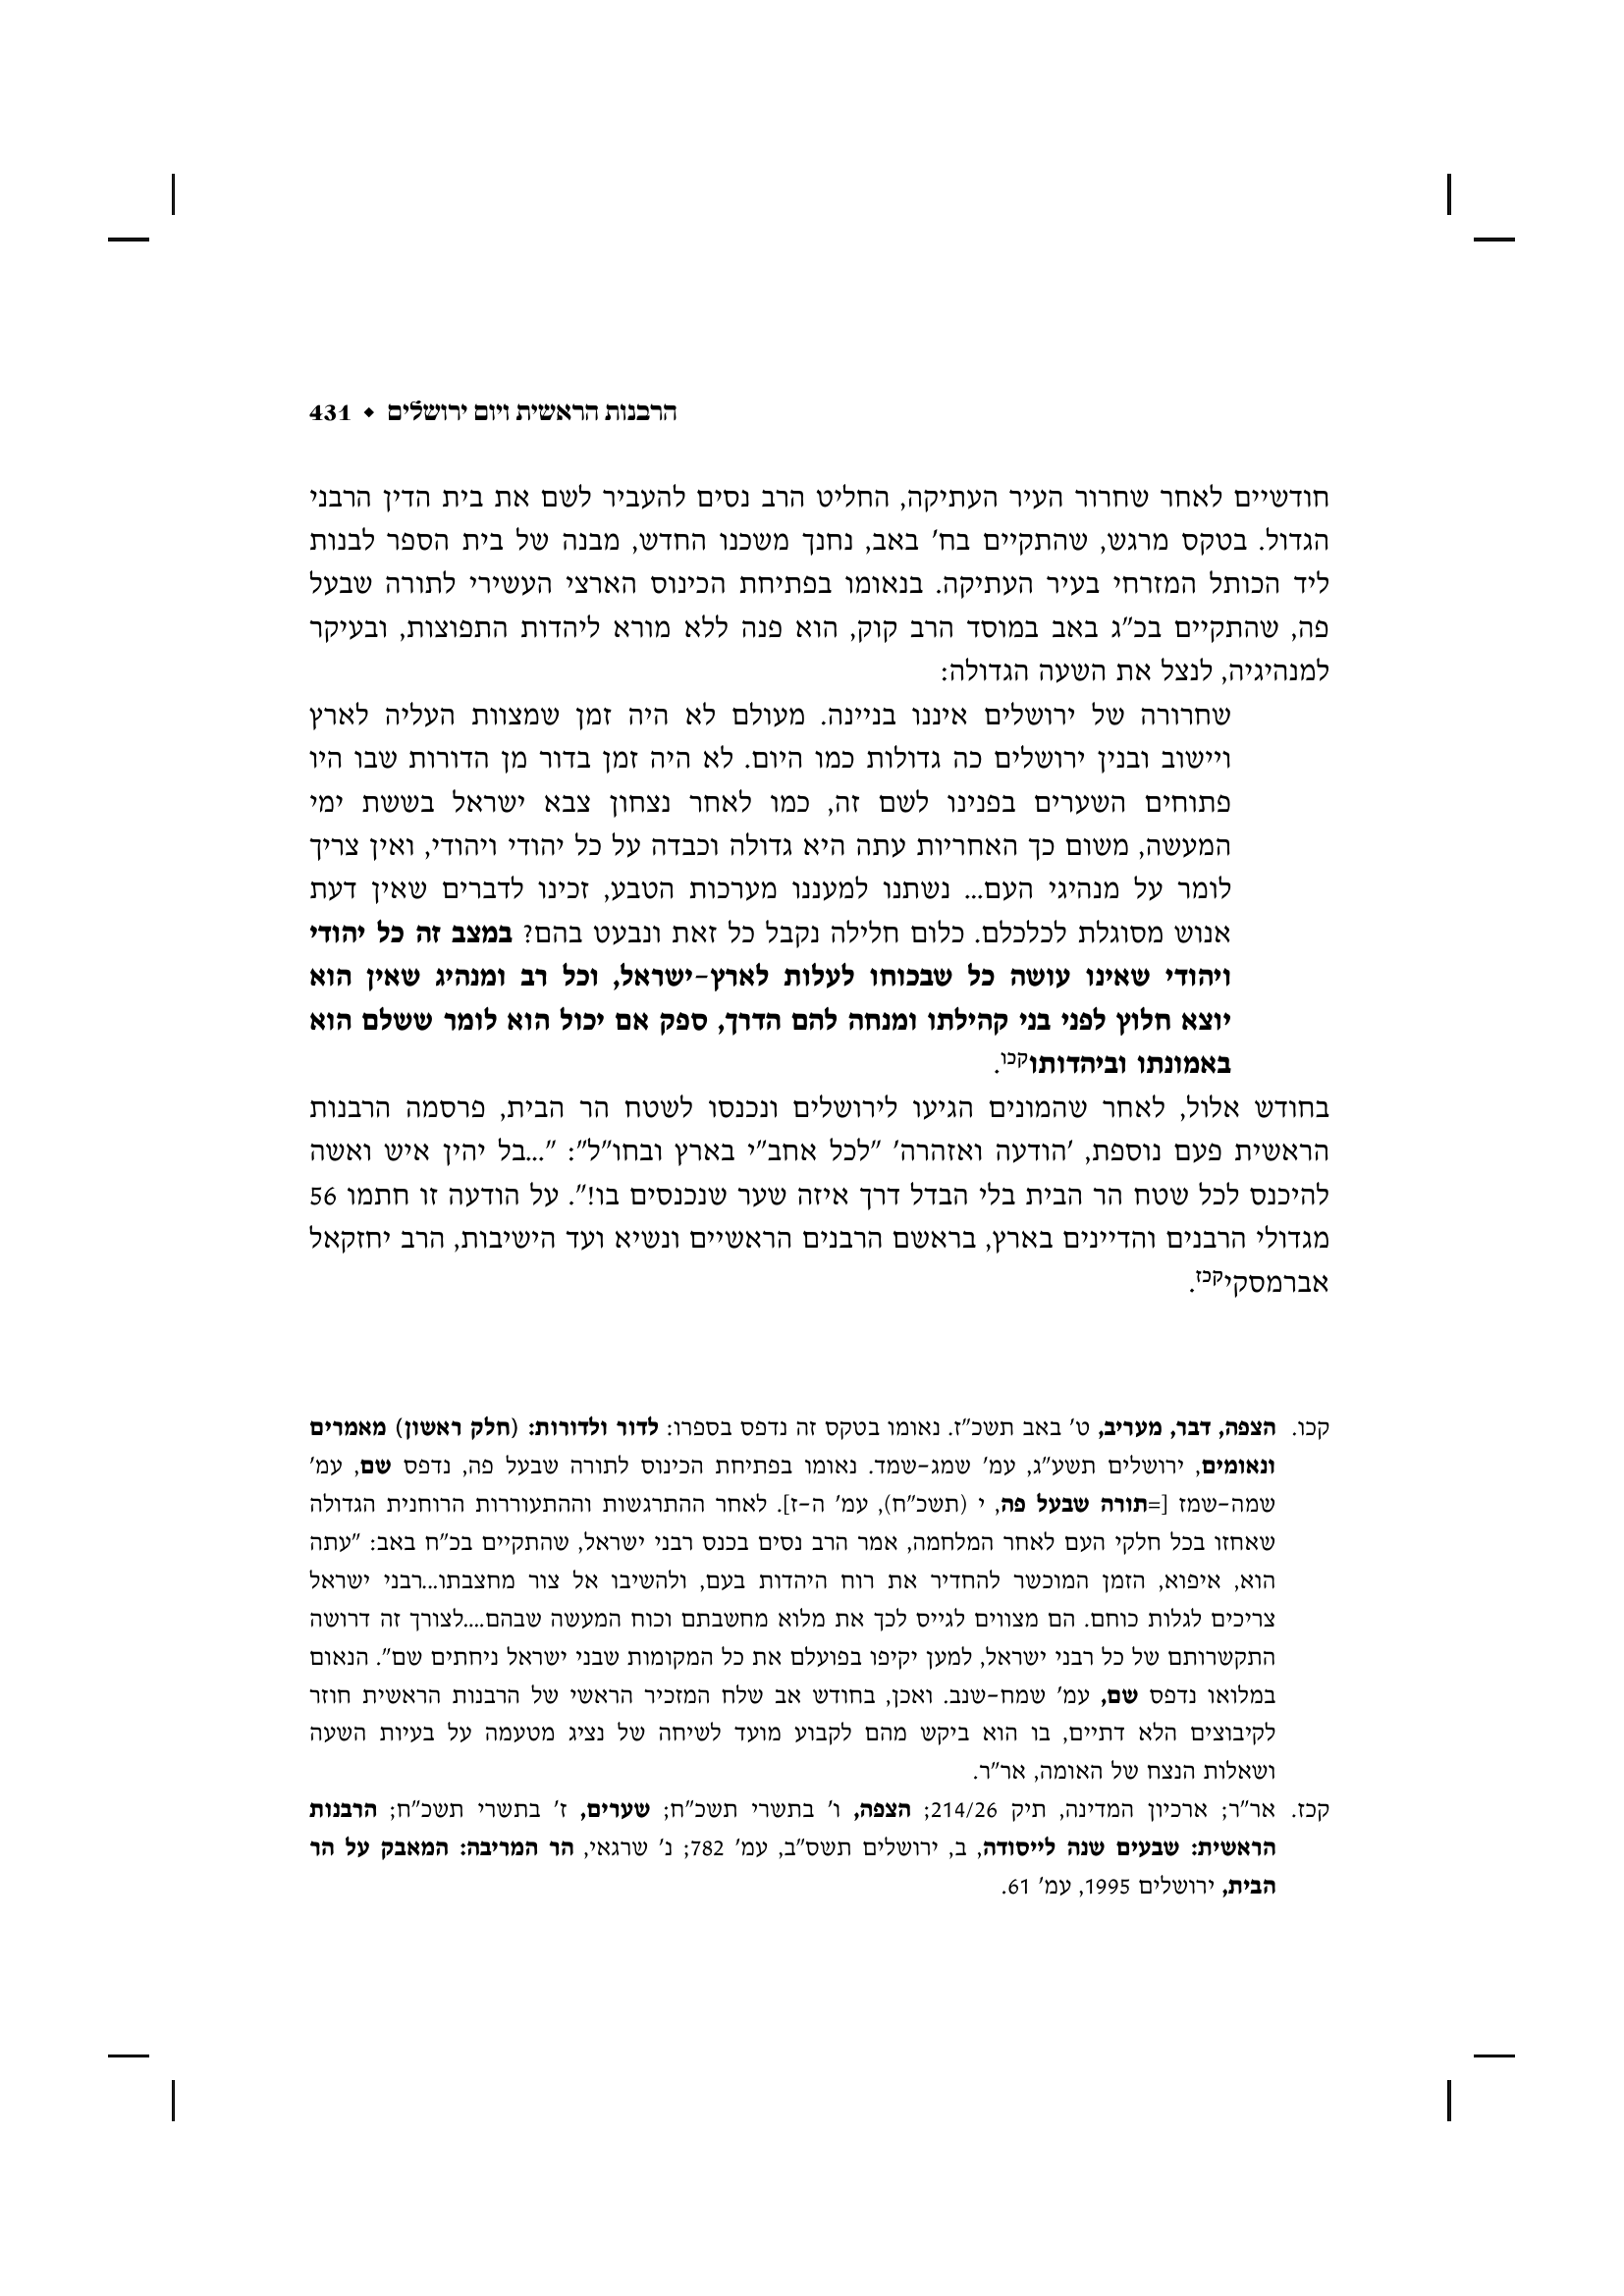 הרבנות הראשית ויום ירושלים ◆ 431
חודשיים לאחר שחרור העיר העתיקה, החליט הרב נסים להעביר לשם את בית הדין הרבני
הגדול. בטקס מרגש, שהתקיים בח' באב, נחנך משכנו החדש, מבנה של בית הספר לבנות
ליד הכותל המזרחי בעיר העתיקה. בנאומו בפתיחת הכינוס הארצי העשירי לתורה שבעל
פה, שהתקיים בכ"ג באב במוסד הרב קוק, הוא פנה ללא מורא ליהדות התפוצות, ובעיקר
למנהיגיה, לנצל את השעה הגדולה:
שחרורה של ירושלים איננו בניינה. מעולם לא היה זמן שמצוות העליה לארץ
ויישוב ובנין ירושלים כה גדולות כמו היום. לא היה זמן בדור מן הדורות שבו היו
פתוחים השערים בפנינו לשם זה, כמו לאחר נצחון צבא ישראל בששת ימי
המעשה, משום כך האחריות עתה היא גדולה וכבדה על כל יהודי ויהודי, ואין צריך
לומר על מנהיגי העם... נשתנו למעננו מערכות הטבע, זכינו לדברים שאין דעת
אנוש מסוגלת לכלכלם. כלום חלילה נקבל כל זאת ונבעט בהם? במצב זה כל יהודי
ויהודי שאינו עושה כל שבכוחו לעלות לארץ-ישראל, וכל רב ומנהיג שאין הוא
יוצא חלוץ לפני בני קהילתו ומנחה להם הדרך, ספק אם יכול הוא לומר ששלם הוא
באמונתו וביהדותוקכו.
בחודש אלול, לאחר שהמונים הגיעו לירושלים ונכנסו לשטח הר הבית, פרסמה הרבנות
הראשית פעם נוספת, 'הודעה ואזהרה' "לכל אחב"י בארץ ובחו"ל": "...בל יהין איש ואשה
להיכנס לכל שטח הר הבית בלי הבדל דרך איזה שער שנכנסים בו!". על הודעה זו חתמו 56
מגדולי הרבנים והדיינים בארץ, בראשם הרבנים הראשיים ונשיא ועד הישיבות, הרב יחזקאל
אברמסקיקכז.
קכו. הצפה, דבר, מעריב, ט' באב תשכ"ז. נאומו בטקס זה נדפס בספרו: לדור ולדורות: (חלק ראשון) מאמרים
ונאומים, ירושלים תשע"ג, עמ' שמג-שמד. נאומו בפתיחת הכינוס לתורה שבעל פה, נדפס שם, עמ'
שמה-שמז [=תורה שבעל פה, י (תשכ"ח), עמ' ה-ז]. לאחר ההתרגשות וההתעוררות הרוחנית הגדולה
שאחזו בכל חלקי העם לאחר המלחמה, אמר הרב נסים בכנס רבני ישראל, שהתקיים בכ"ח באב: "עתה
הוא, איפוא, הזמן המוכשר להחדיר את רוח היהדות בעם, ולהשיבו אל צור מחצבתו...רבני ישראל
צריכים לגלות כוחם. הם מצווים לגייס לכך את מלוא מחשבתם וכוח המעשה שבהם....לצורך זה דרושה
התקשרותם של כל רבני ישראל, למען יקיפו בפועלם את כל המקומות שבני ישראל ניחתים שם". הנאום
במלואו נדפס שם, עמ' שמח-שנב. ואכן, בחודש אב שלח המזכיר הראשי של הרבנות הראשית חוזר
לקיבוצים הלא דתיים, בו הוא ביקש מהם לקבוע מועד לשיחה של נציג מטעמה על בעיות השעה
ושאלות הנצח של האומה, אר"ר.
קכז. אר"ר; ארכיון המדינה, תיק 214/26; הצפה, ו' בתשרי תשכ"ח; שערים, ז' בתשרי תשכ"ח; הרבנות
הראשית: שבעים שנה לייסודה, ב, ירושלים תשס"ב, עמ' 782; נ' שרגאי, הר המריבה: המאבק על הר
הבית, ירושלים 1995, עמ' 61.